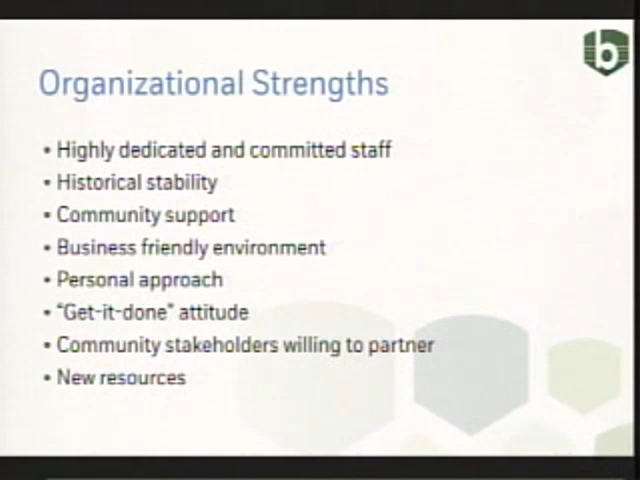 b
Organizational Strengths
• Highly dedicated and committed staff
• Historical stability
• Community support
• Business friendly environment
• Personal approach
• "Get-it-done" attitude
• Community stakeholders willing to partner
• New resources